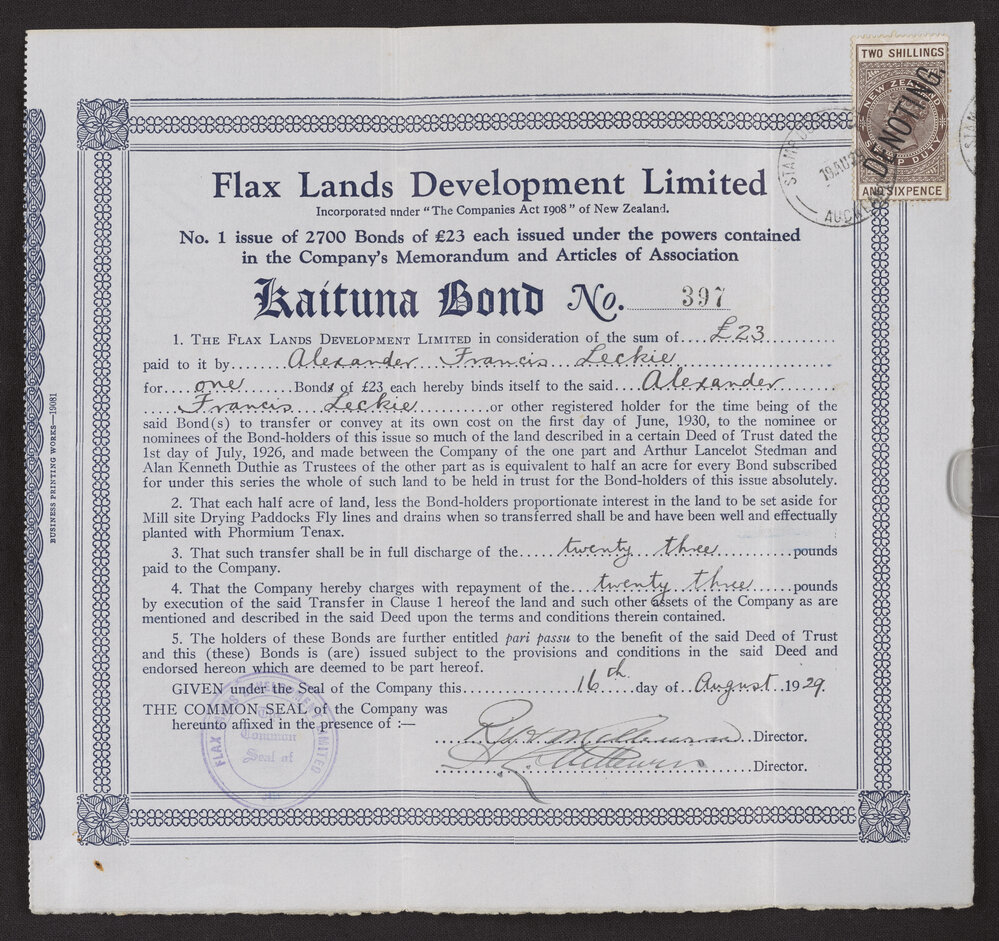 TWO SHILLINGS
NEW ZEALAND
STAMP DUTY
DENOTING.
AND SIXPENCE
Flax Lands Development Limited
Incorporated under "The Companies Act 1908" of New Zealand.
No. 1 issue of 2700 Bonds of £23 each issued under the powers contained
in the Company's Memorandum and Articles of Association
Kaituna Bond No. 397
1. THE FLAX LANDS DEVELOPMENT LIMITED in consideration of the sum of £23
paid to it by Alexander Francis Leckie
for one Bonds of £23 each hereby binds itself to the said Alexander
Francis Leckie or other registered holder for the time being of the
said Bond(s) to transfer or convey at its own cost on the first day of June, 1930, to the nominee or
nominees of the Bond-holders of this issue so much of the land described in a certain Deed of Trust dated the
1st day of July, 1926, and made between the Company of the one part and Arthur Lancelot Stedman and
Alan Kenneth Duthie as Trustees of the other part as is equivalent to half an acre for every Bond subscribed
for under this series the whole of such land to be held in trust for the Bond-holders of this issue absolutely.
2. That each half acre of land, less the Bond-holders proportionate interest in the land to be set aside for
Mill site Drying Paddocks Fly lines and drains when so transferred shall be and have been well and effectually
planted with Phormium Tenax.
3. That such transfer shall be in full discharge of the twenty three pounds
paid to the Company.
4. That the Company hereby charges with repayment of the twenty three pounds
by execution of the said Transfer in Clause 1 hereof the land and such other assets of the Company as are
mentioned and described in the said Deed upon the terms and conditions therein contained.
5. The holders of these Bonds are further entitled pari passu to the benefit of the said Deed of Trust
and this (these) Bonds is (are) issued subject to the provisions and conditions in the said Deed and
endorsed hereon which are deemed to be part hereof.
GIVEN under the Seal of the Company this 16th day of August 1929.
THE COMMON SEAL of the Company was
hereunto affixed in the presence of :—
Director.
Director.
FLAX LANDS DEVELOPMENT LIMITED
The
Common
Seal of
BUSINESS PRINTING WORKS—19081